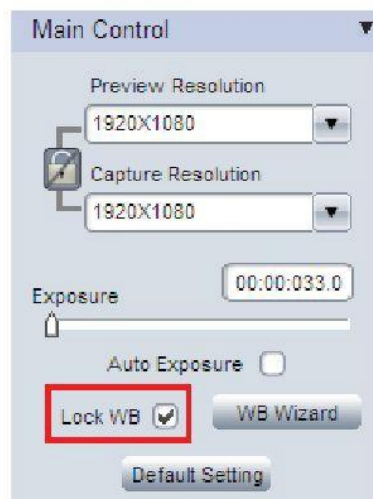 Main Control
Preview Resolution
1920X1080
Capture Resolution
1920X1080
00:00:033.0
Exposure
Auto Exposure
Lock WB
WB Wizard
Default Setting